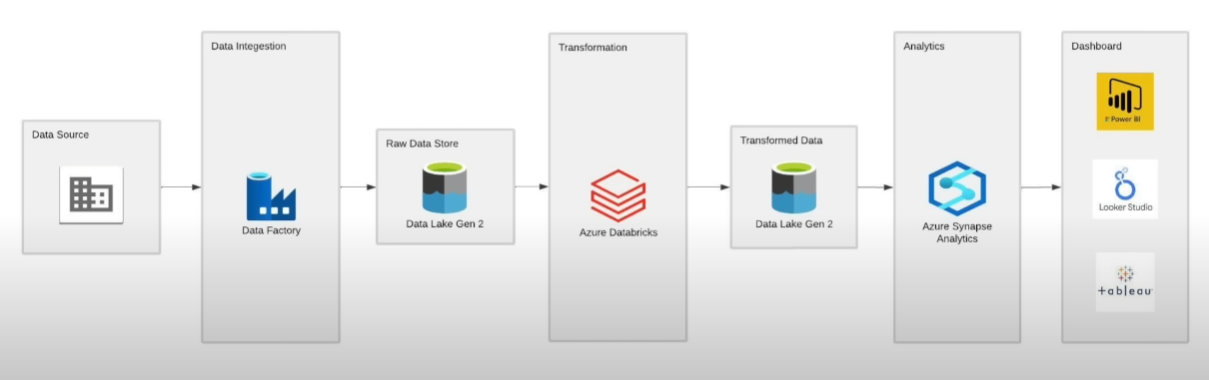 Data Source
Data Integestion
Data Factory
Raw Data Store
Data Lake Gen 2
Transformation
Azure Databricks
Transformed Data
Data Lake Gen 2
Analytics
Azure Synapse
Analytics
Dashboard
Power BI
Looker Studio
+ableau